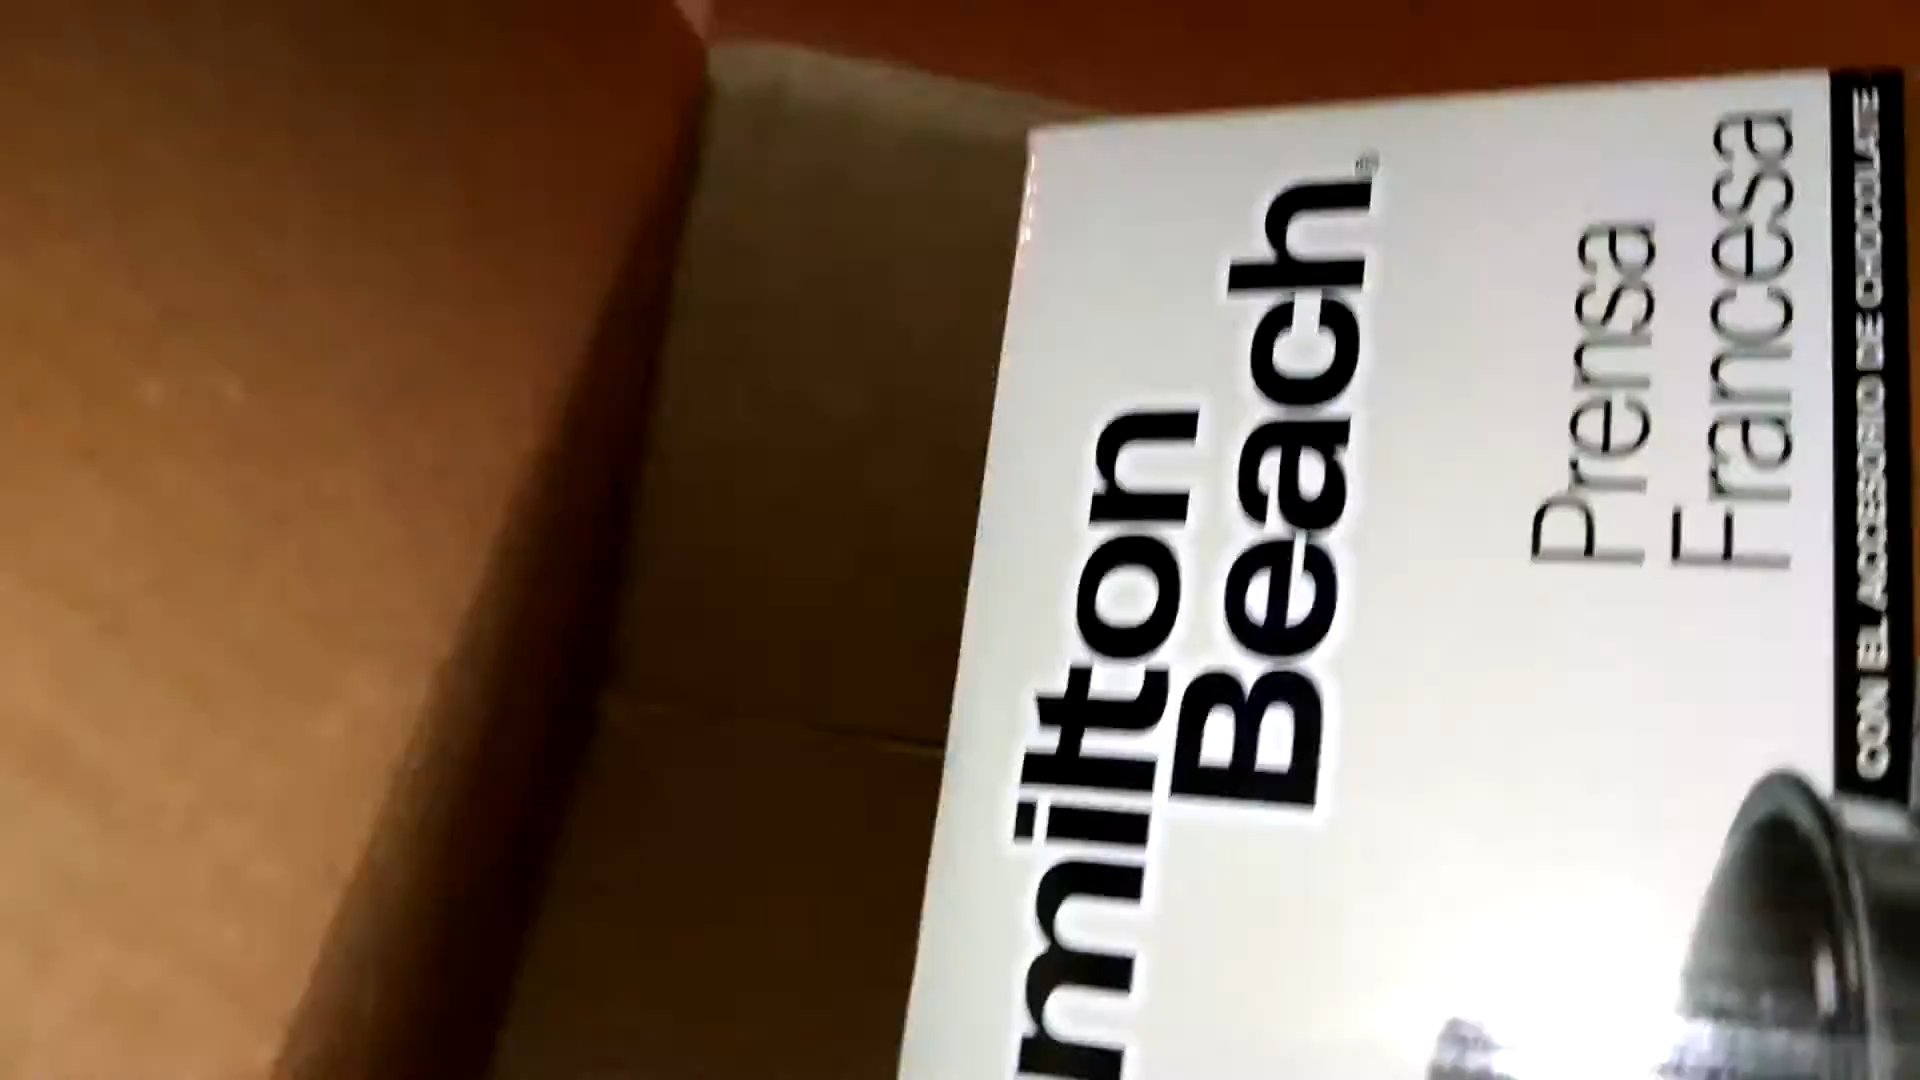 milton
Beach®
Prensa
Francesa
CON EL ACCESORIO DE CHOCOLATE